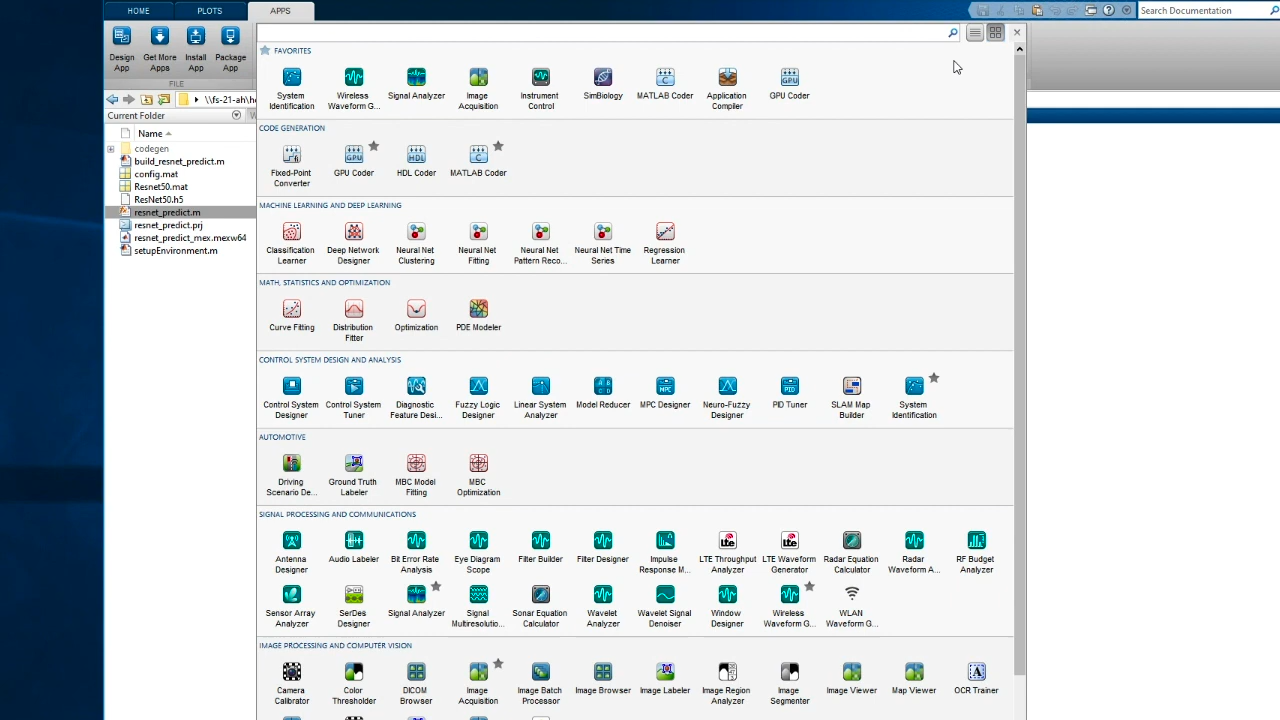 HOME PLOTS APPS
Search Documentation
Design App
Get More Apps
Install App
Package App
FILE
\\fs-21-ah\h
Current Folder
Name
codegen
build_resnet_predict.m
config.mat
Resnet50.mat
ResNet50.h5
resnet_predict.m
resnet_predict.prj
resnet_predict_mex.mexw64
setupEnvironment.m
FAVORITES
System Identification
Wireless Waveform G...
Signal Analyzer
Image Acquisition
Instrument Control
SimBiology
MATLAB Coder
Application Compiler
GPU Coder
CODE GENERATION
Fixed-Point Converter
GPU Coder
HDL Coder
MATLAB Coder
MACHINE LEARNING AND DEEP LEARNING
Classification Learner
Deep Network Designer
Neural Net Clustering
Neural Net Fitting
Neural Net Pattern Reco...
Neural Net Time Series
Regression Learner
MATH, STATISTICS AND OPTIMIZATION
Curve Fitting
Distribution Fitter
Optimization
PDE Modeler
CONTROL SYSTEM DESIGN AND ANALYSIS
Control System Designer
Control System Tuner
Diagnostic Feature Desi...
Fuzzy Logic Designer
Linear System Analyzer
Model Reducer
MPC Designer
Neuro-Fuzzy Designer
PID Tuner
SLAM Map Builder
System Identification
AUTOMOTIVE
Driving Scenario De...
Ground Truth Labeler
MBC Model Fitting
MBC Optimization
SIGNAL PROCESSING AND COMMUNICATIONS
Antenna Designer
Audio Labeler
Bit Error Rate Analysis
Eye Diagram Scope
Filter Builder
Filter Designer
Impulse Response M...
LTE Throughput Analyzer
LTE Waveform Generator
Radar Equation Calculator
Radar Waveform A...
RF Budget Analyzer
Sensor Array Analyzer
SerDes Designer
Signal Analyzer
Signal Multiresolutio...
Sonar Equation Calculator
Wavelet Analyzer
Wavelet Signal Denoiser
Window Designer
Wireless Waveform G...
WLAN Waveform G...
IMAGE PROCESSING AND COMPUTER VISION
Camera Calibrator
Color Thresholder
DICOM Browser
Image Acquisition
Image Batch Processor
Image Browser
Image Labeler
Image Region Analyzer
Image Segmenter
Image Viewer
Map Viewer
OCR Trainer